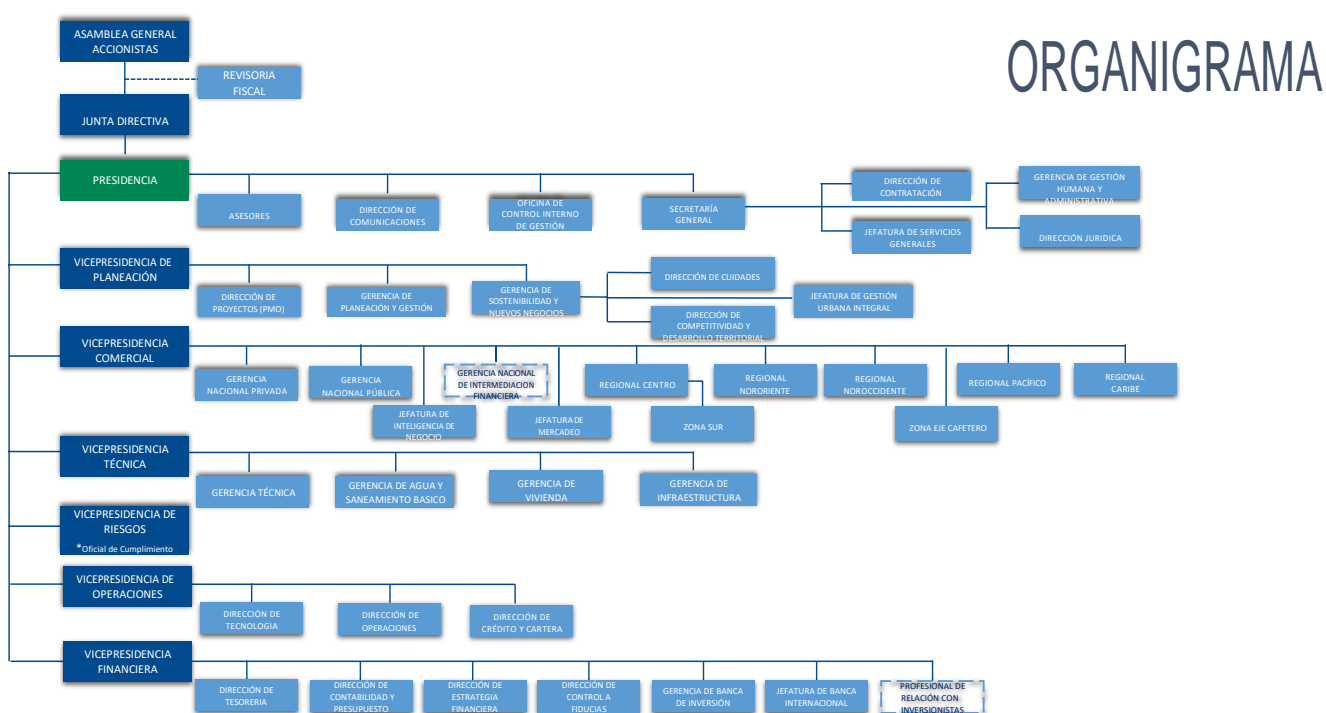 ORGANIGRAMA
ASAMBLEA GENERAL
ACCIONISTAS
REVISORIA
FISCAL
JUNTA DIRECTIVA
PRESIDENCIA
ASESORES
DIRECCIÓN DE
COMUNICACIONES
OFICINA DE
CONTROL INTERNO
DE GESTIÓN
SECRETARÍA
GENERAL
DIRECCIÓN DE
CONTRATACIÓN
JEFATURA DE SERVICIOS
GENERALES
GERENCIA DE GESTIÓN
HUMANA Y
ADMINISTRATIVA
DIRECCIÓN JURIDICA
VICEPRESIDENCIA DE
PLANEACIÓN
DIRECCIÓN DE
PROYECTOS (PMO)
GERENCIA DE
PLANEACIÓN Y GESTIÓN
GERENCIA DE
SOSTENIBILIDAD Y
NUEVOS NEGOCIOS
DIRECCIÓN DE CUIDADES
DIRECCIÓN DE
COMPETITIVIDAD Y
DESARROLLO TERRITORIAL
JEFATURA DE GESTIÓN
URBANA INTEGRAL
VICEPRESIDENCIA
COMERCIAL
GERENCIA
NACIONAL PRIVADA
GERENCIA
NACIONAL PÚBLICA
GERENCIA NACIONAL
DE INTERMEDIACION
FINANCIERA
REGIONAL CENTRO
REGIONAL
NORORIENTE
REGIONAL
NOROCCIDENTE
REGIONAL PACÍFICO
REGIONAL
CARIBE
JEFATURA DE
INTELIGENCIA DE
NEGOCIO
JEFATURA DE
MERCADEO
ZONA SUR
ZONA EJE CAFETERO
VICEPRESIDENCIA
TÉCNICA
GERENCIA TÉCNICA
GERENCIA DE AGUA Y
SANEAMIENTO BASICO
GERENCIA DE
VIVIENDA
GERENCIA DE
INFRAESTRUCTURA
VICEPRESIDENCIA DE
RIESGOS
*Oficial de Cumplimiento
VICEPRESIDENCIA DE
OPERACIONES
DIRECCIÓN DE
TECNOLOGIA
DIRECCIÓN DE
OPERACIONES
DIRECCIÓN DE
CRÉDITO Y CARTERA
VICEPRESIDENCIA
FINANCIERA
DIRECCIÓN DE
TESORERIA
DIRECCIÓN DE
CONTABILIDAD Y
PRESUPUESTO
DIRECCIÓN DE
ESTRATEGIA
FINANCIERA
DIRECCIÓN DE
CONTROL A
FIDUCIAS
GERENCIA DE BANCA
DE INVERSIÓN
JEFATURA DE BANCA
INTERNACIONAL
PROFESIONAL DE
RELACIÓN CON
INVERSIONISTAS